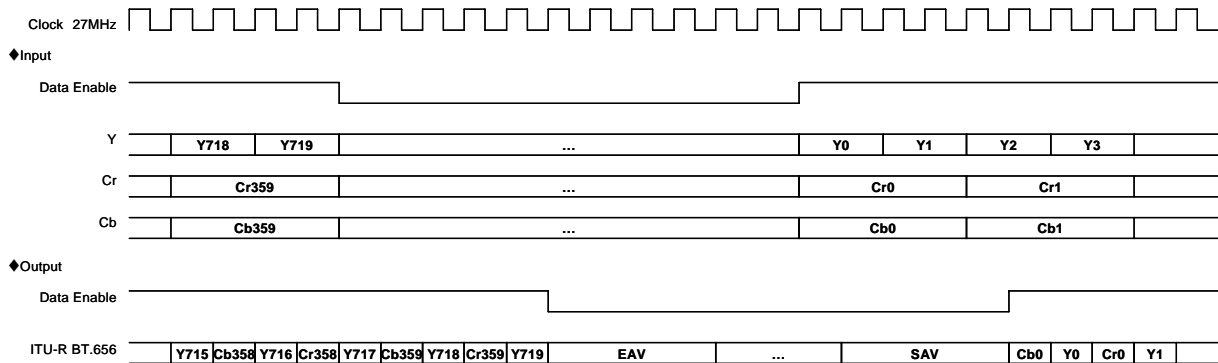 Clock 27MHz
♦Input
Data Enable
Y Y718 Y719 ... Y0 Y1 Y2 Y3
Cr Cr359 ... Cr0 Cr1
Cb Cb359 ... Cb0 Cb1
♦Output
Data Enable
ITU-R BT.656 Y715 Cb358 Y716 Cr358 Y717 Cb359 Y718 Cr359 Y719 EAV ... SAV Cb0 Y0 Cr0 Y1